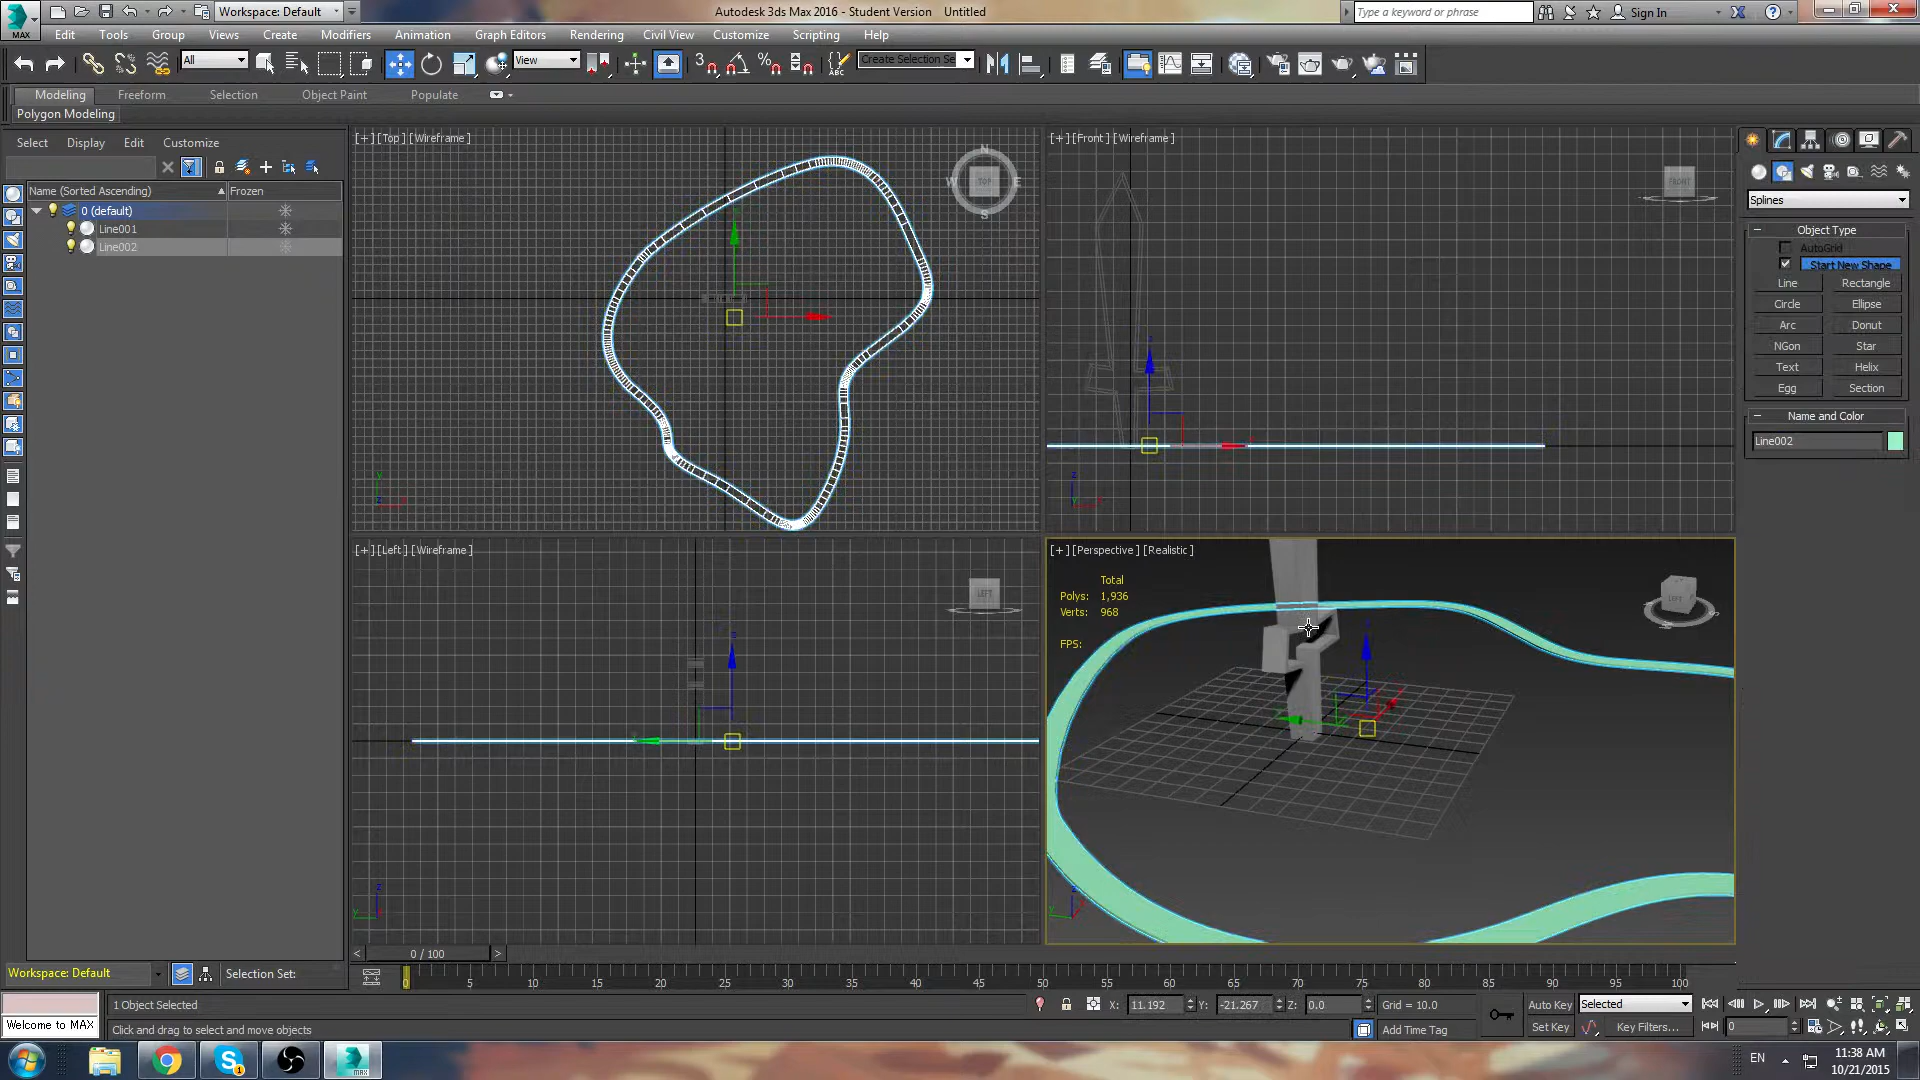 Workspace: Default
Autodesk 3ds Max 2016 - Student Version Untitled
Type a keyword or phrase
Sign In
MAX
Edit Tools Group Views Create Modifiers Animation Graph Editors Rendering Civil View Customize Scripting Help
All
View
3
ABC
Create Selection Se
Modeling Freeform Selection Object Paint Populate
Polygon Modeling
Select Display Edit Customize
Name (Sorted Ascending) Frozen
0 (default)
Line001
Line002
[+] [Top] [Wireframe]
N
W TOP E
S
[+] [Front] [Wireframe]
FRONT
[+] [Left] [Wireframe]
LEFT
[+] [Perspective] [Realistic]
Total
Polys: 1,936
Verts: 968
FPS:
LEFT
Splines
Object Type
AutoGrid
Start New Shape
Line Rectangle
Circle Ellipse
Arc Donut
NGon Star
Text Helix
Egg Section
Name and Color
Line002
< 0 / 100 >
Workspace: Default
Selection Set:
0 5 10 15 20 25 30 35 40 45 50 55 60 65 70 75 80 85 90 95 100
1 Object Selected
X: 11.192 Y: -21.267 Z: 0.0 Grid = 10.0
Auto Key Selected
Welcome to MAX
Click and drag to select and move objects
Add Time Tag
Set Key Key Filters... 0
EN
11:38 AM
10/21/2015